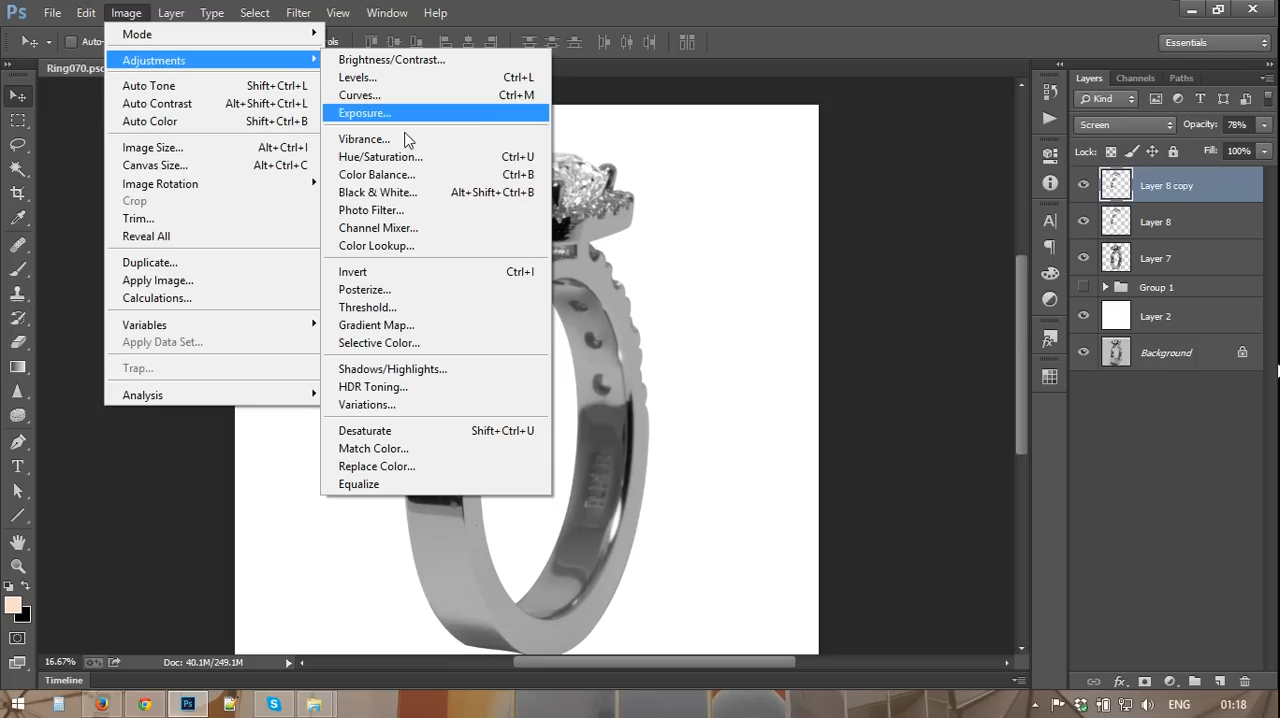 Ps File Edit Image Layer Type Select Filter View Window Help
Auto-
Essentials
Ring070.psd
Mode
Adjustments
Auto Tone Shift+Ctrl+L
Auto Contrast Alt+Shift+Ctrl+L
Auto Color Shift+Ctrl+B
Image Size... Alt+Ctrl+I
Canvas Size... Alt+Ctrl+C
Image Rotation
Crop
Trim...
Reveal All
Duplicate...
Apply Image...
Calculations...
Variables
Apply Data Set...
Trap...
Analysis
Brightness/Contrast...
Levels... Ctrl+L
Curves... Ctrl+M
Exposure...
Vibrance...
Hue/Saturation... Ctrl+U
Color Balance... Ctrl+B
Black & White... Alt+Shift+Ctrl+B
Photo Filter...
Channel Mixer...
Color Lookup...
Invert Ctrl+I
Posterize...
Threshold...
Gradient Map...
Selective Color...
Shadows/Highlights...
HDR Toning...
Variations...
Desaturate Shift+Ctrl+U
Match Color...
Replace Color...
Equalize
Layers Channels Paths
Kind
Screen Opacity: 78%
Lock: Fill: 100%
Layer 8 copy
Layer 8
Layer 7
Group 1
Layer 2
Background
16.67% Doc: 40.1M/249.1M
Timeline
ENG 01:18